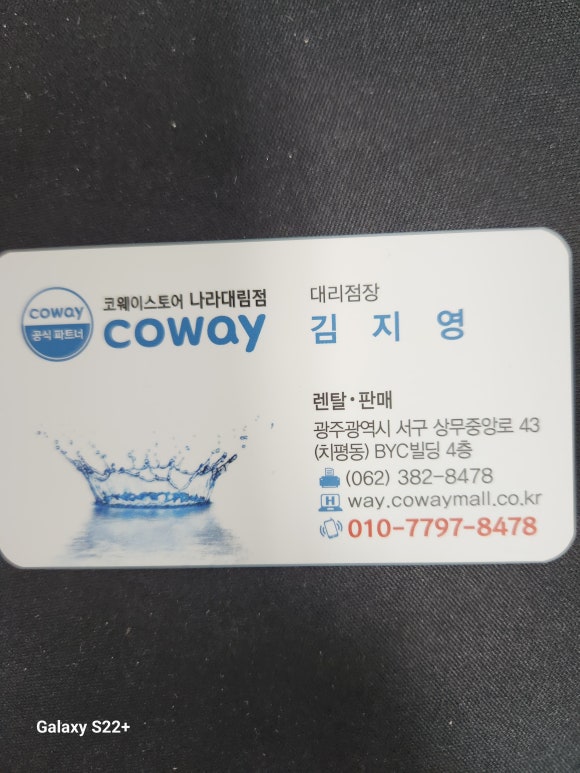 coway
공식 파트너
코웨이스토어 나라대림점
coway
대리점장
김 지 영
렌탈·판매
광주광역시 서구 상무중앙로 43
(치평동) BYC빌딩 4층
(062) 382-8478
H way.cowaymall.co.kr
010-7797-8478
Galaxy S22+